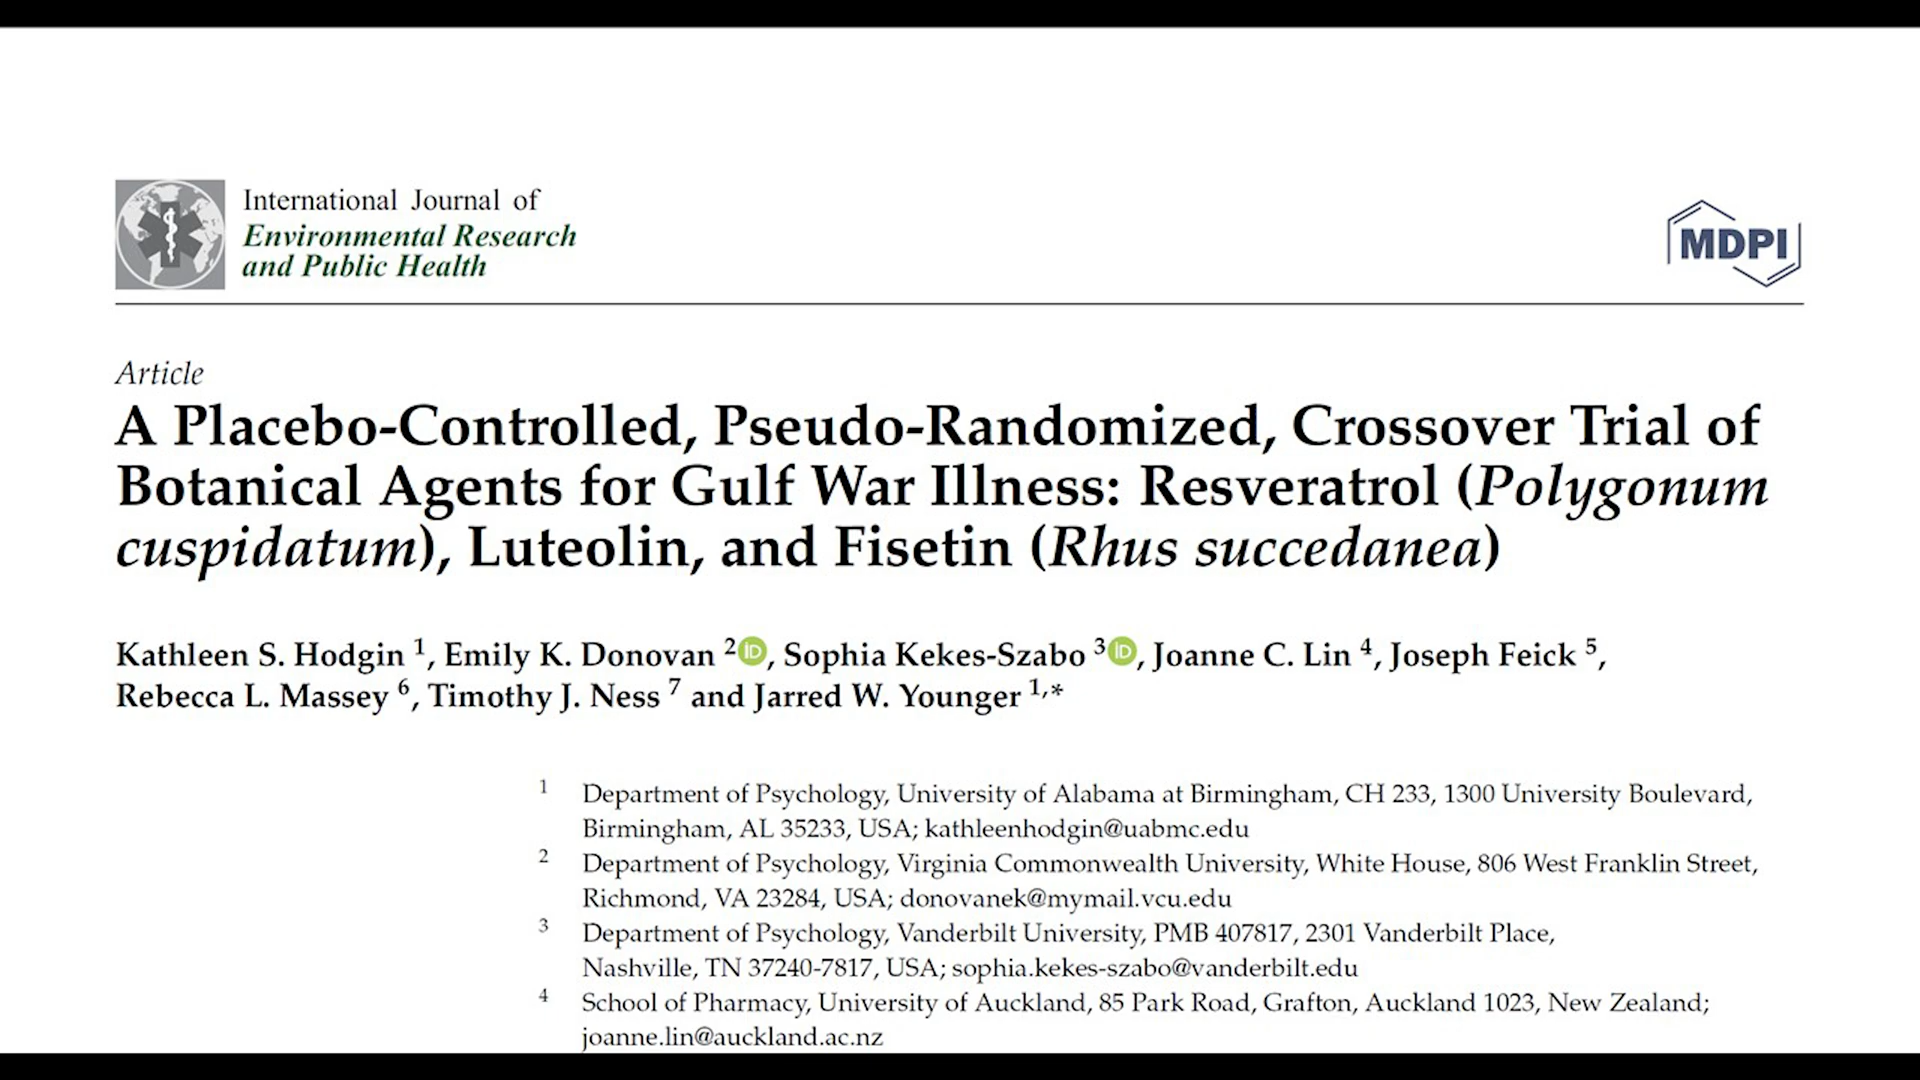 International Journal of
Environmental Research
and Public Health
MDPI
Article
A Placebo-Controlled, Pseudo-Randomized, Crossover Trial of
Botanical Agents for Gulf War Illness: Resveratrol (Polygonum
cuspidatum), Luteolin, and Fisetin (Rhus succedanea)
Kathleen S. Hodgin 1, Emily K. Donovan 2 iD, Sophia Kekes-Szabo 3 iD, Joanne C. Lin 4, Joseph Feick 5,
Rebecca L. Massey 6, Timothy J. Ness 7 and Jarred W. Younger 1,*
1 Department of Psychology, University of Alabama at Birmingham, CH 233, 1300 University Boulevard,
Birmingham, AL 35233, USA; kathleenhodgin@uabmc.edu
2 Department of Psychology, Virginia Commonwealth University, White House, 806 West Franklin Street,
Richmond, VA 23284, USA; donovanek@mymail.vcu.edu
3 Department of Psychology, Vanderbilt University, PMB 407817, 2301 Vanderbilt Place,
Nashville, TN 37240-7817, USA; sophia.kekes-szabo@vanderbilt.edu
4 School of Pharmacy, University of Auckland, 85 Park Road, Grafton, Auckland 1023, New Zealand;
joanne.lin@auckland.ac.nz